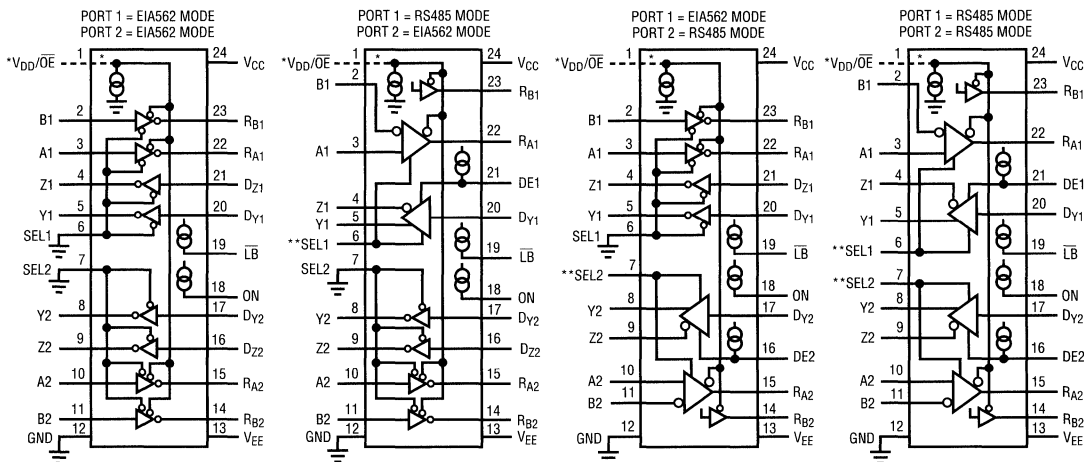 PORT 1 = EIA562 MODE
PORT 2 = EIA562 MODE
*VDD/OE 1 * 24 VCC
B1 2 23 RB1
A1 3 22 RA1
Z1 4 21 DZ1
Y1 5 20 DY1
SEL1 6
19 LB
SEL2 7
18 ON
Y2 8 17 DY2
Z2 9 16 DZ2
A2 10 15 RA2
B2 11 14 RB2
GND 12 13 VEE
PORT 1 = RS485 MODE
PORT 2 = EIA562 MODE
*VDD/OE 1 * 24 VCC
B1 2
23 RB1
A1 3 22 RA1
21 DE1
Z1 4
Y1 5 20 DY1
**SEL1 6
19 LB
SEL2 7
18 ON
Y2 8 17 DY2
Z2 9 16 DZ2
A2 10 15 RA2
B2 11 14 RB2
GND 12 13 VEE
PORT 1 = EIA562 MODE
PORT 2 = RS485 MODE
*VDD/OE 1 * 24 VCC
B1 2 23 RB1
A1 3 22 RA1
Z1 4 21 DZ1
Y1 5 20 DY1
SEL1 6
19 LB
**SEL2 7
18 ON
Y2 8 17 DY2
Z2 9
16 DE2
A2 10 15 RA2
B2 11 14 RB2
GND 12 13 VEE
PORT 1 = RS485 MODE
PORT 2 = RS485 MODE
*VDD/OE 1 * 24 VCC
B1 2
23 RB1
A1 3 22 RA1
Z1 4 21 DE1
Y1 5 20 DY1
**SEL1 6
19 LB
**SEL2 7
18 ON
Y2 8 17 DY2
Z2 9
16 DE2
A2 10 15 RA2
B2 11 14 RB2
GND 12 13 VEE